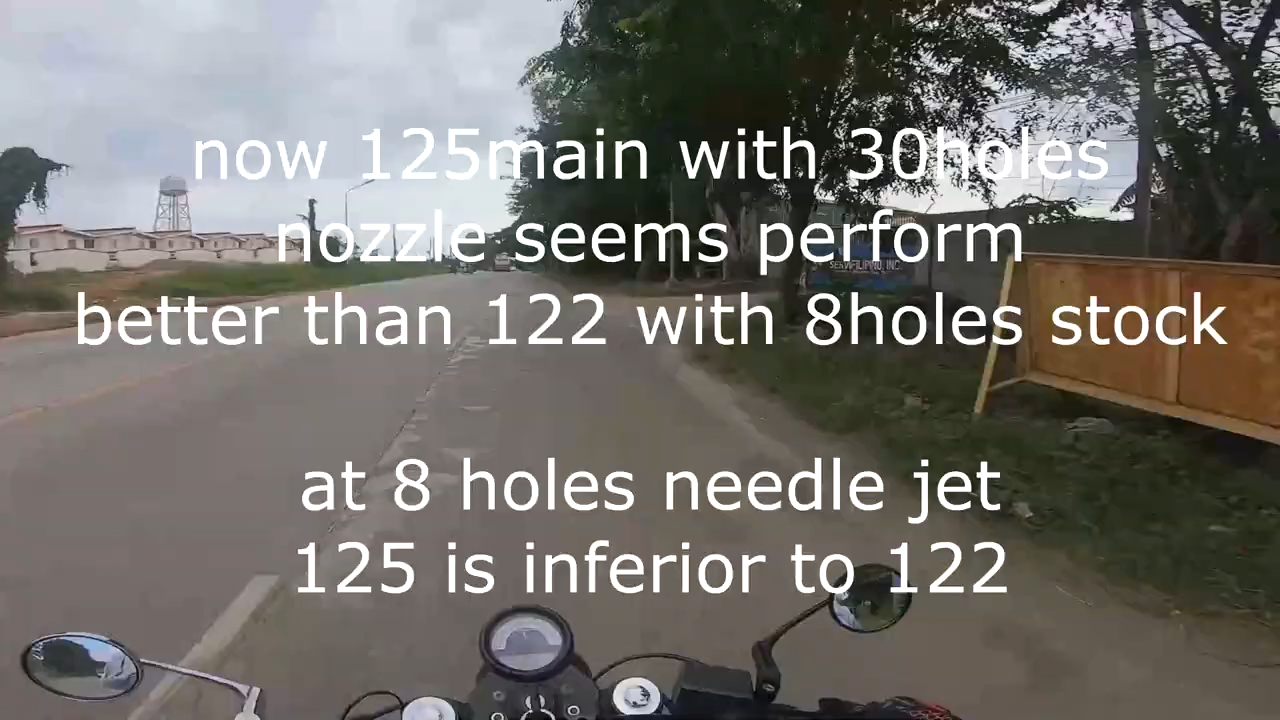 now 125main with 30holes
nozzle seems perform
better than 122 with 8holes stock
at 8 holes needle jet
125 is inferior to 122